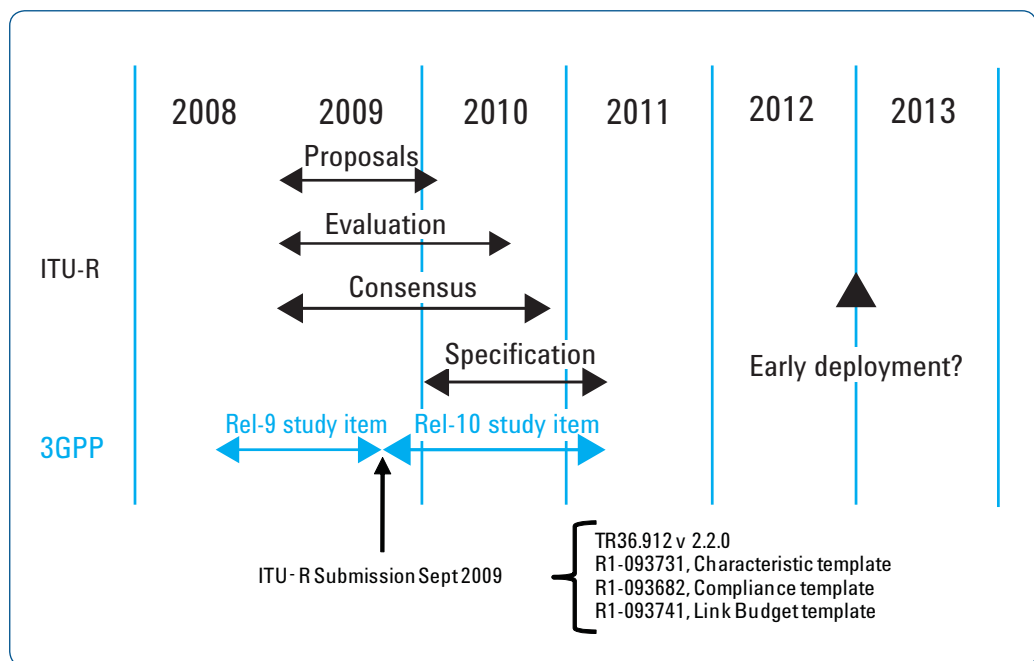 2008 2009 2010 2011 2012 2013
Proposals
Evaluation
ITU-R
Consensus
Specification
Early deployment?
Rel-9 study item Rel-10 study item
3GPP
ITU-R Submission Sept 2009
TR36.912 v 2.2.0
R1-093731, Characteristic template
R1-093682, Compliance template
R1-093741, Link Budget template